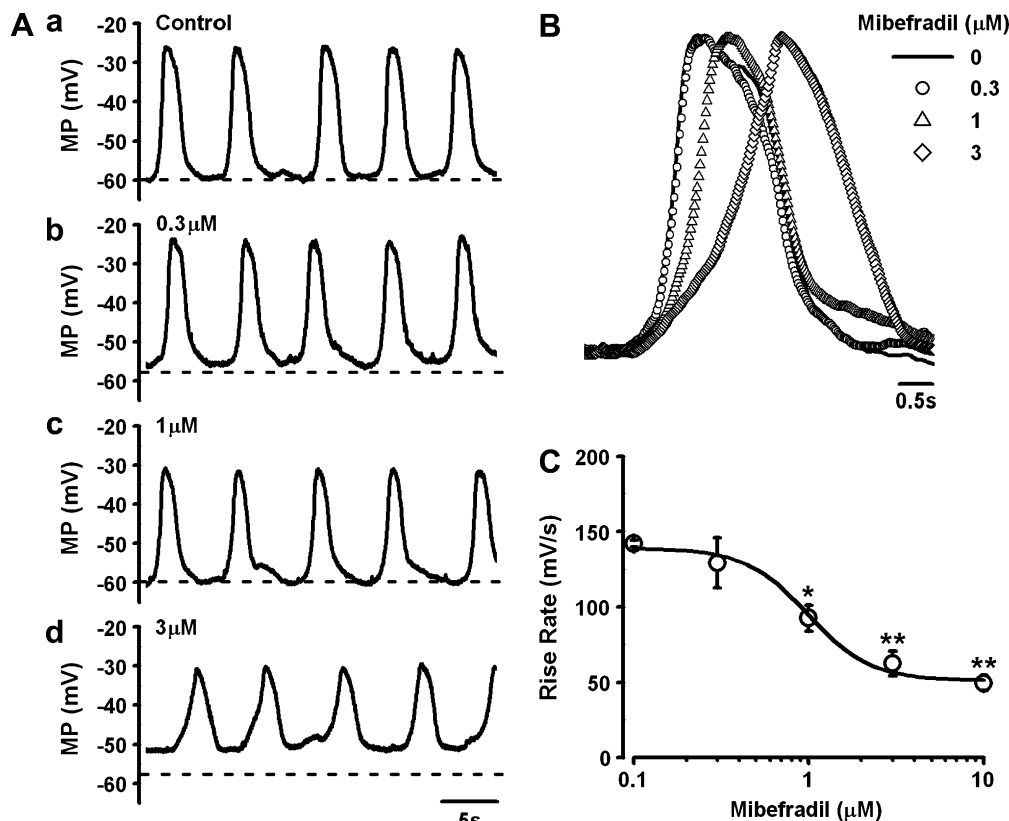 A
a
Control
-20
-30
-40
-50
-60
MP (mV)
b
0.3μM
-20
-30
-40
-50
-60
MP (mV)
c
1μM
-20
-30
-40
-50
-60
MP (mV)
d
3μM
-20
-30
-40
-50
-60
MP (mV)
5s
B
Mibefradil (μM)
0
0.3
1
3
0.5s
C
200
150
100
50
0
Rise Rate (mV/s)
*
**
**
0.1
1
10
Mibefradil (μM)